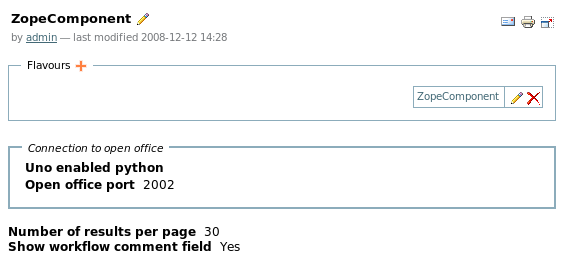 ZopeComponent
by admin — last modified 2008-12-12 14:28
Flavours
ZopeComponent
Connection to open office
Uno enabled python
Open office port 2002
Number of results per page 30
Show workflow comment field Yes